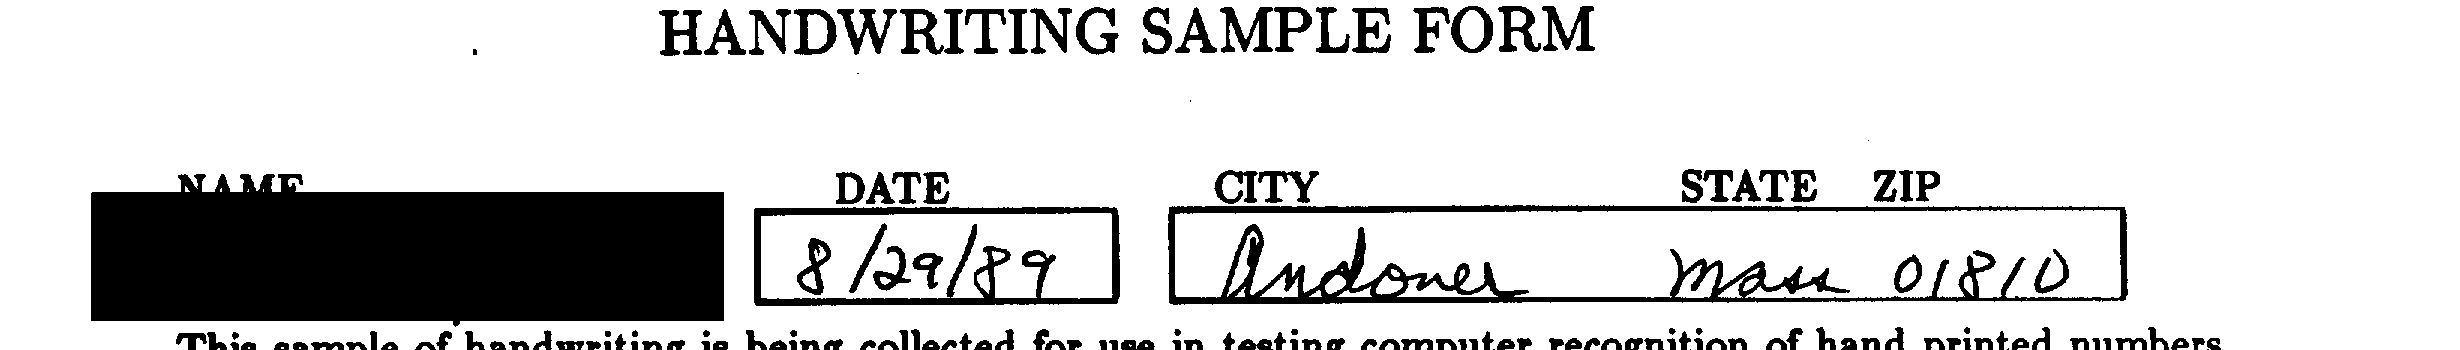 HANDWRITING SAMPLE FORM
NAME DATE CITY STATE ZIP
8/29/89 Andover Mass 01810
This sample of handwriting is being collected for use in testing computer recognition of hand printed numbers